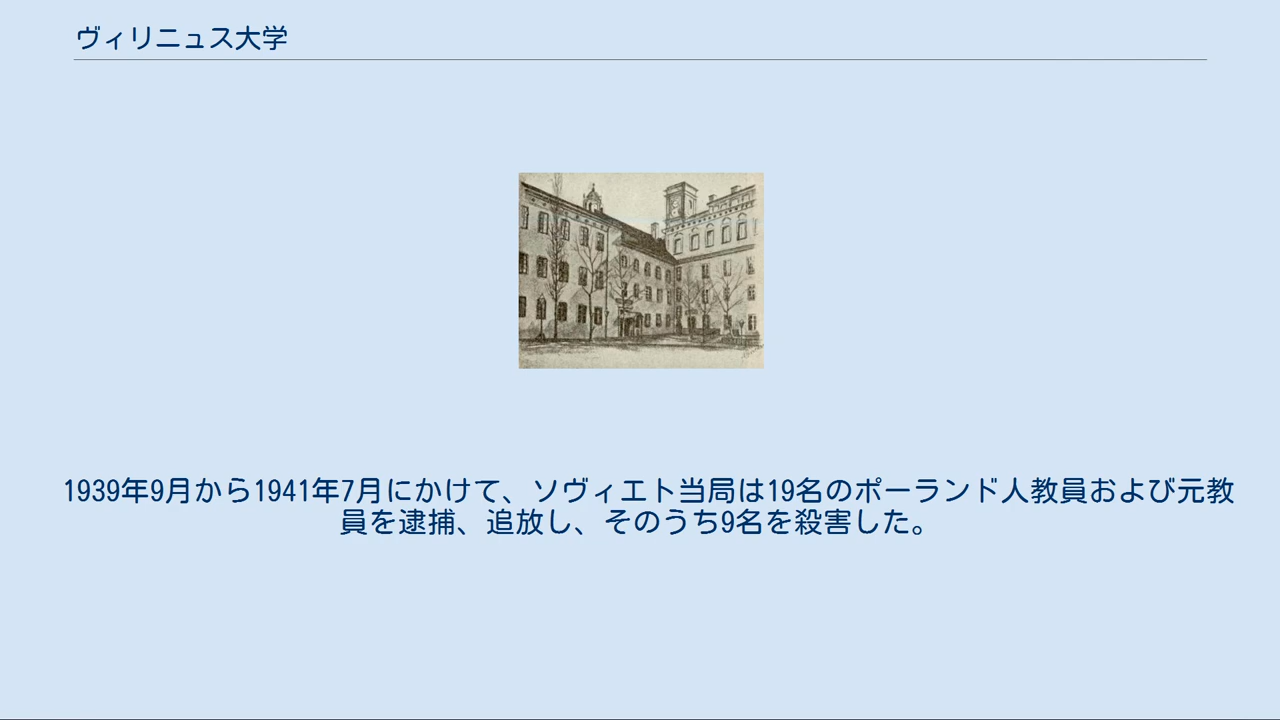 ヴィリニュス大学
1939年9月から1941年7月にかけて、ソヴィエト当局は19名のポーランド人教員および元教
員を逮捕、追放し、そのうち9名を殺害した。